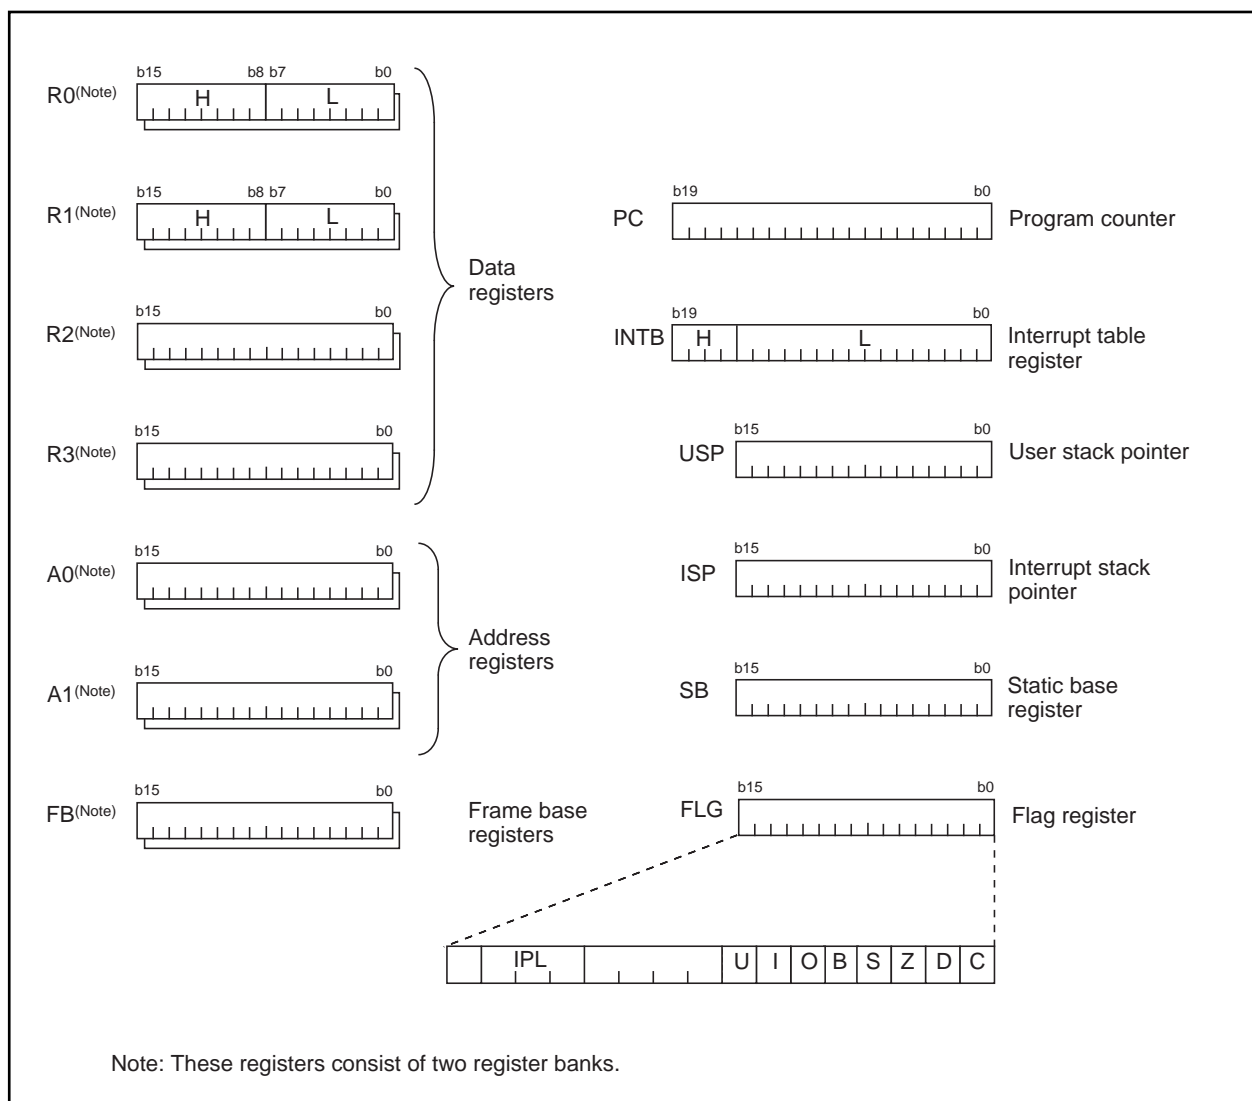 b15 b8 b7 b0
R0(Note) H L
b15 b8 b7 b0
R1(Note) H L
b15 b0
R2(Note)
b15 b0
R3(Note)
Data
registers
b15 b0
A0(Note)
b15 b0
A1(Note)
Address
registers
b15 b0
FB(Note)
Frame base
registers
b19 b0
PC Program counter
b19 b0
INTB H L Interrupt table
register
b15 b0
USP User stack pointer
b15 b0
ISP Interrupt stack
pointer
b15 b0
SB Static base
register
b15 b0
FLG Flag register
IPL U I O B S Z D C
Note: These registers consist of two register banks.